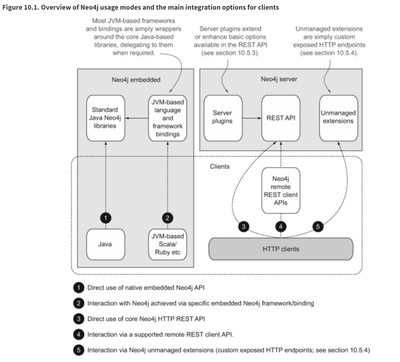 Figure 10.1. Overview of Neo4j usage modes and the main integration options for clients
Most JVM-based frameworks
and bindings are simply wrappers
around the core Java-based
libraries, delegating to them
when required.
Server plugins extend
or enhance basic options
available in the REST API
(see section 10.5.3).
Unmanaged extensions
are simply custom
exposed HTTP endpoints
(see section 10.5.4).
Neo4j embedded
Neo4j server
Standard
Java Neo4j
libraries
JVM-based
language
and
framework
bindings
Server
plugins
REST API
Unmanaged
extensions
Clients
Neo4j
remote
REST client
APIs
1
2
3
4
5
Java
JVM-based
Scala/
Ruby etc
HTTP clients
1 Direct use of native embedded Neo4j API
2 Interaction with Neo4j achieved via specific embedded Neo4j framework/binding
3 Direct use of core Neo4j HTTP REST API
4 Interaction via a supported remote REST client API.
5 Interaction via Neo4j unmanaged extensions (custom exposed HTTP endpoints; see section 10.5.4)